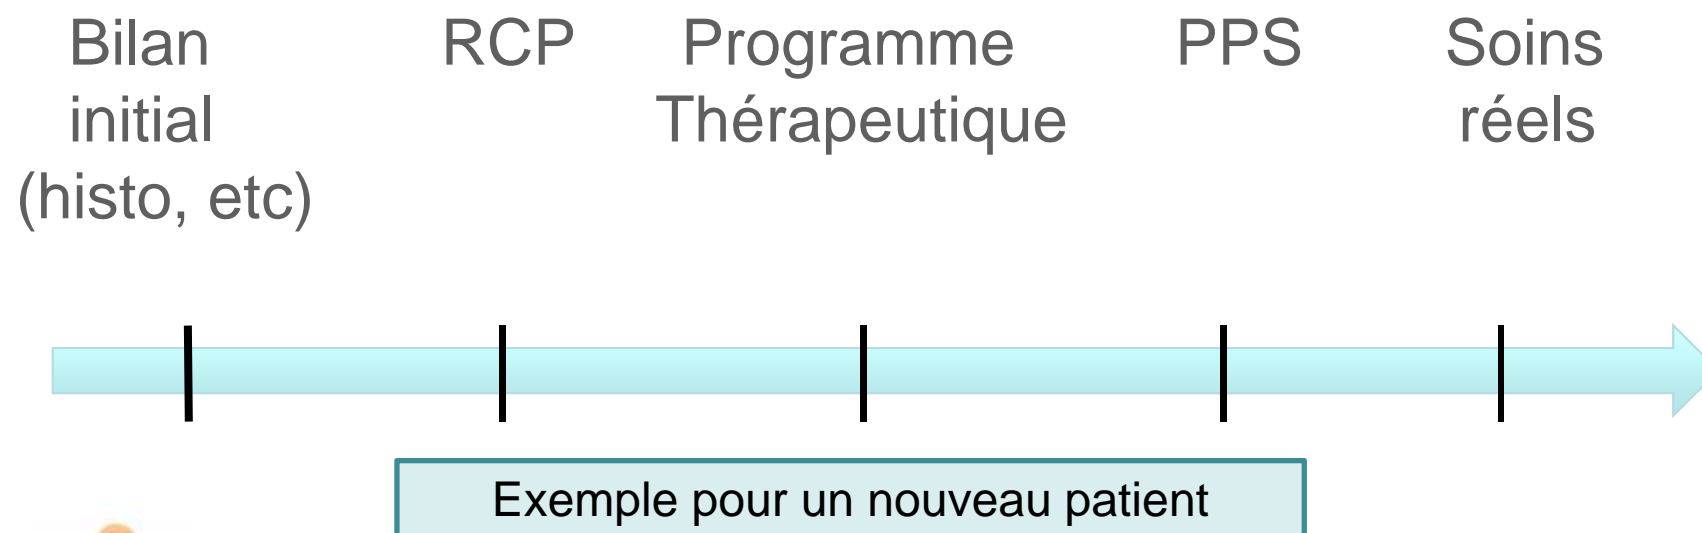 Bilan
initial
(histo, etc)
RCP
Programme
Thérapeutique
PPS
Soins
réels
Exemple pour un nouveau patient